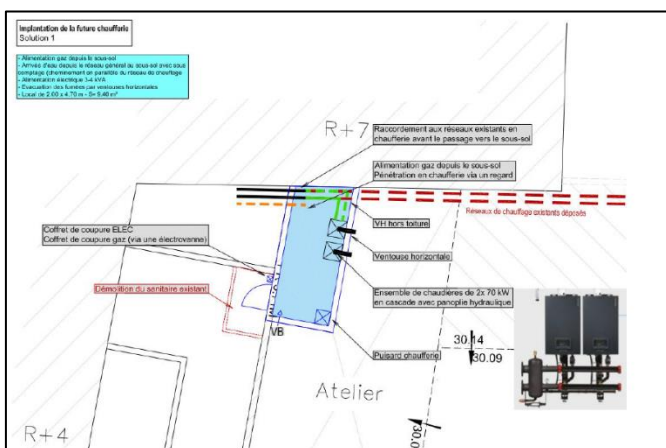 Implantation de la future chaufferie
Solution 1
- Alimentation gaz depuis le sous-sol
- Arrivée d'eau depuis le réseau général au sous-sol avec sous
comptage (cheminement en parallèle du réseau de chauffage
- Alimentation électrique 3-4 kVA
- Evacuation des fumées par ventouses horizontales
- Local de 2.00 x 4.70 m - S= 9.40 m²
R+7
Raccordement aux réseaux existants en
chaufferie avant le passage vers le sous-sol
Alimentation gaz depuis le sous-sol
Pénétration en chaufferie via un regard
Réseaux de chauffage existants déposés
VH hors toiture
Coffret de coupure ELEC
Coffret de coupure gaz (via une électrovanne)
Ventouse horizontale
Démolition du sanitaire existant
Ensemble de chaudières de 2x 70 kW
en cascade avec panoplie hydraulique
VB
Puisard chaufferie
30.14
30.09
Atelier
R+4